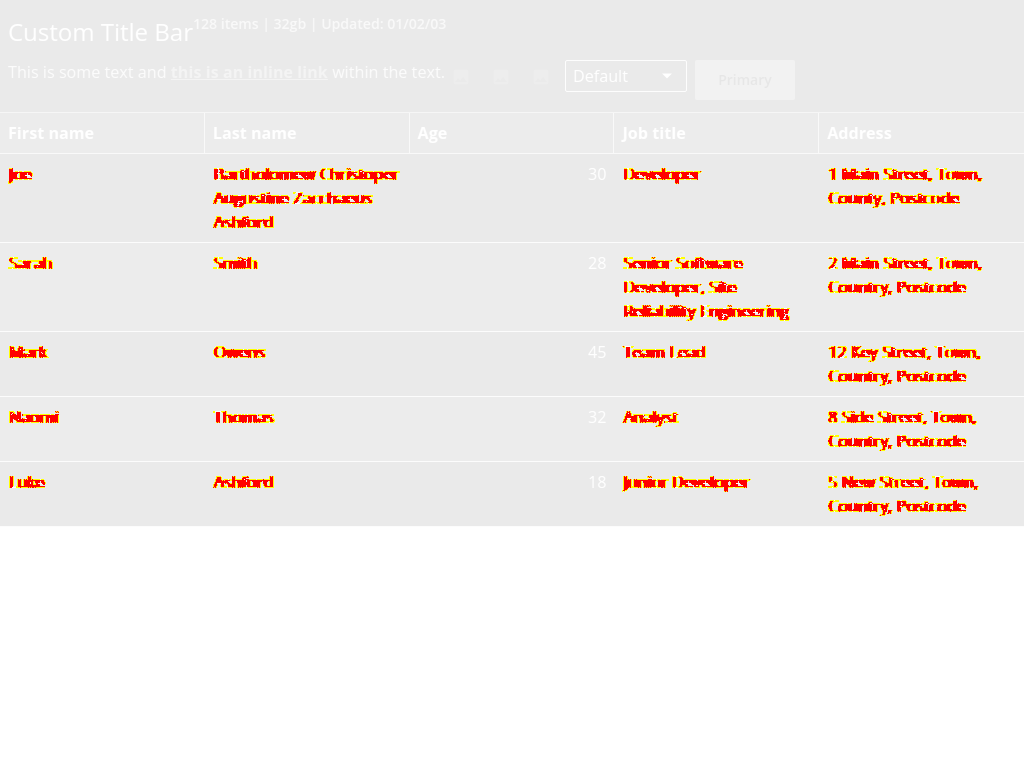 Custom Title Bar 128 items | 32gb | Updated: 01/02/03
This is some text and this is an inline link within the text. Default Primary
First name Last name Age Job title Address
Joe Bartholomew Christoper 30 Developer 1 Main Street, Town,
Augustine Zacchaeus County, Postcode
Ashford
Sarah Smith 28 Senior Software 2 Main Street, Town,
Developer, Site Country, Postcode
Reliability Engineering
Mark Owens 45 Team Lead 12 Key Street, Town,
Country, Postcode
Naomi Thomas 32 Analyst 8 Side Street, Town,
Country, Postcode
Luke Ashford 18 Junior Developer 5 New Street, Town,
Country, Postcode